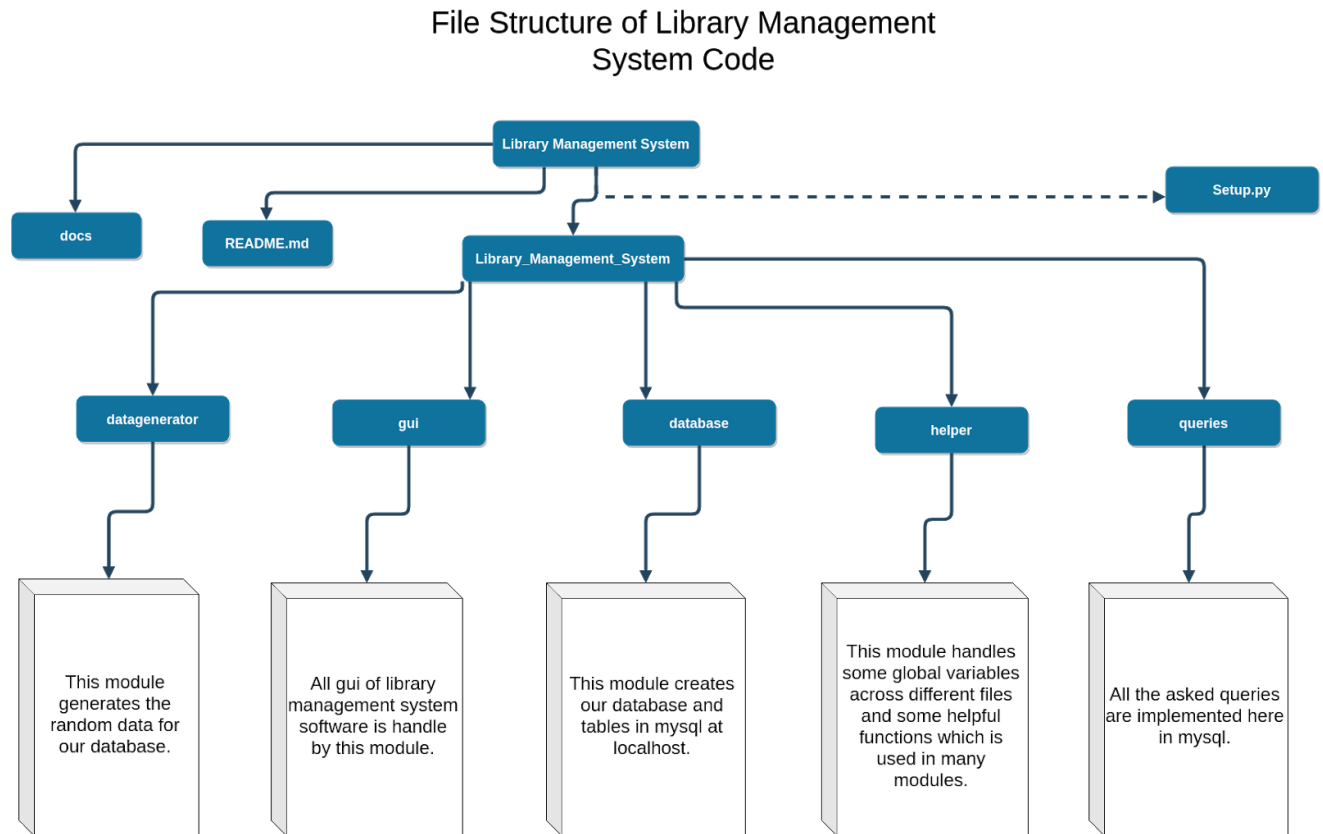 File Structure of Library Management
System Code
Library Management System
Setup.py
docs
README.md
Library_Management_System
datagenerator
gui
database
helper
queries
This module
generates the
random data for
our database.
All gui of library
management system
software is handle
by this module.
This module creates
our database and
tables in mysql at
localhost.
This module handles
some global variables
across different files
and some helpful
functions which is
used in many
modules.
All the asked queries
are implemented here
in mysql.